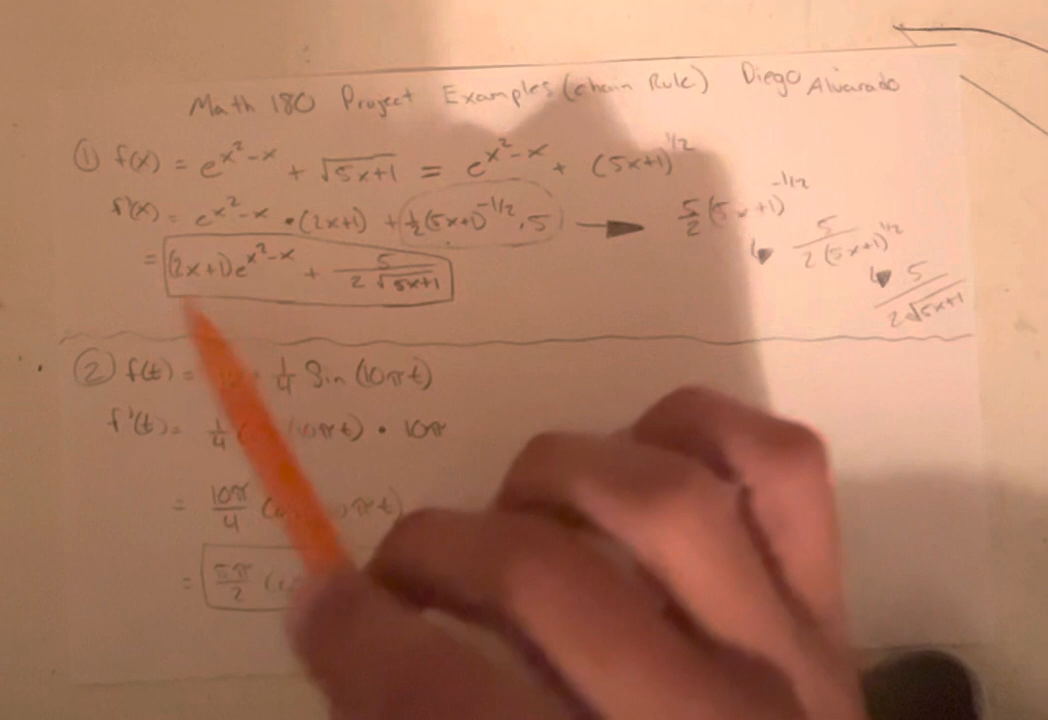 Math 180 Project Examples (chain Rule) Diego Alvarado
① f(x) = e^{x²-x} + √5x+1 = e^{x²-x} + (5x+1)^{1/2}
f'(x) = e^{x²-x} • (2x+1) + ½(5x+1)^{-1/2} . 5 → 5/2 (5x+1)^{-1/2}
↳ 5 / 2(5x+1)^{1/2}
= (2x+1)e^{x²-x} + 5 / 2√5x+1
↳ 5 / 2√5x+1
② f(t) = ¼ Sin (10πt)
f'(t) = ¼ 10πt) • 10π
= 10π/4
= 5π/2